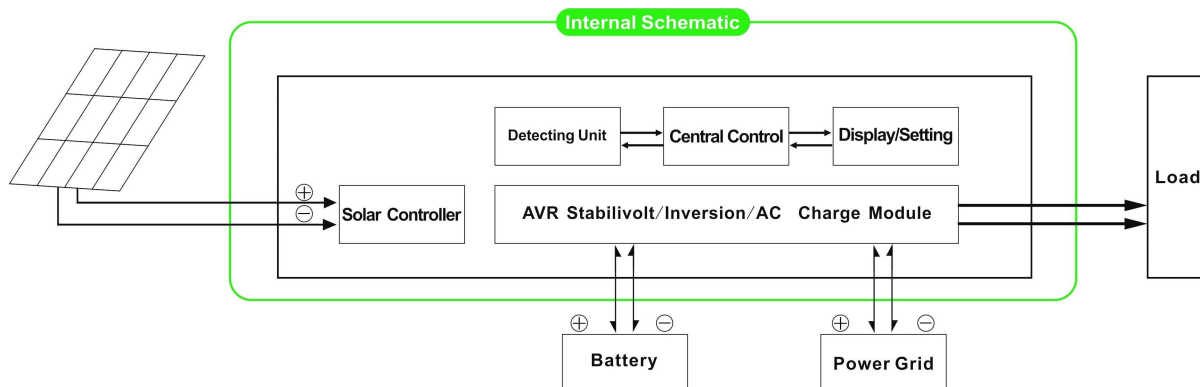 Internal Schematic
Detecting Unit
Central Control
Display/Setting
Load
⊕
⊖
Solar Controller
AVR Stabilivolt/Inversion/AC Charge Module
⊕
⊖
⊕
⊖
Battery
Power Grid